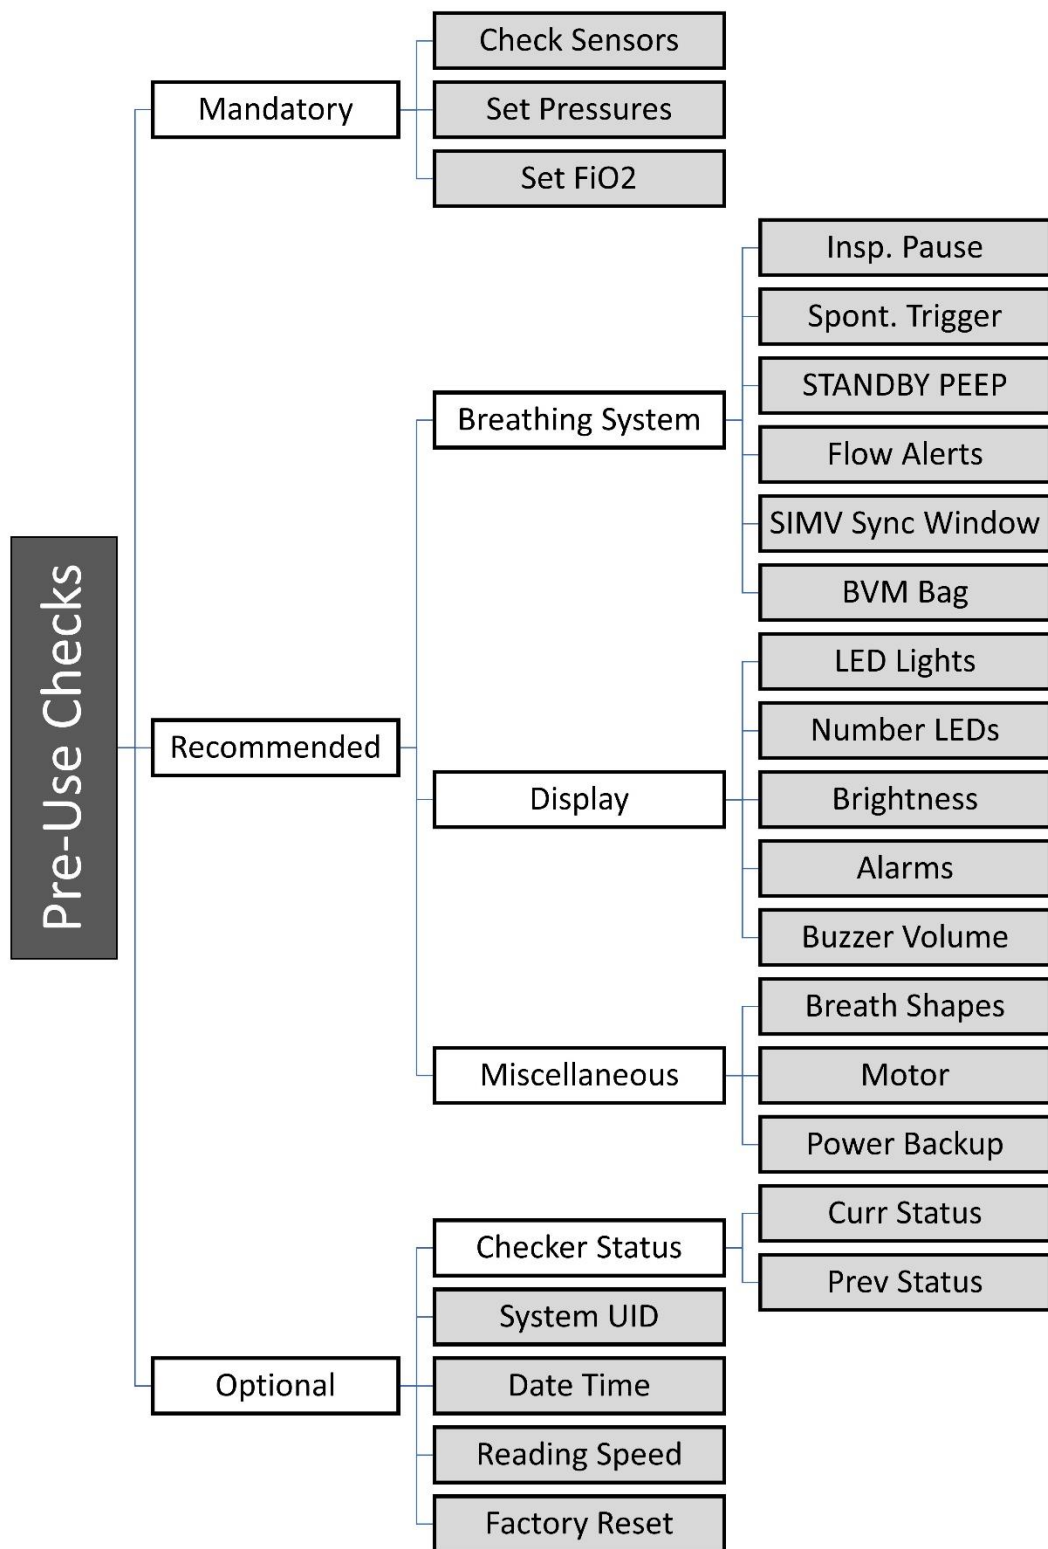 Pre-Use Checks
Mandatory
Check Sensors
Set Pressures
Set FiO2
Recommended
Breathing System
Insp. Pause
Spont. Trigger
STANDBY PEEP
Flow Alerts
SIMV Sync Window
BVM Bag
Display
LED Lights
Number LEDs
Brightness
Alarms
Buzzer Volume
Miscellaneous
Breath Shapes
Motor
Power Backup
Optional
Checker Status
Curr Status
Prev Status
System UID
Date Time
Reading Speed
Factory Reset